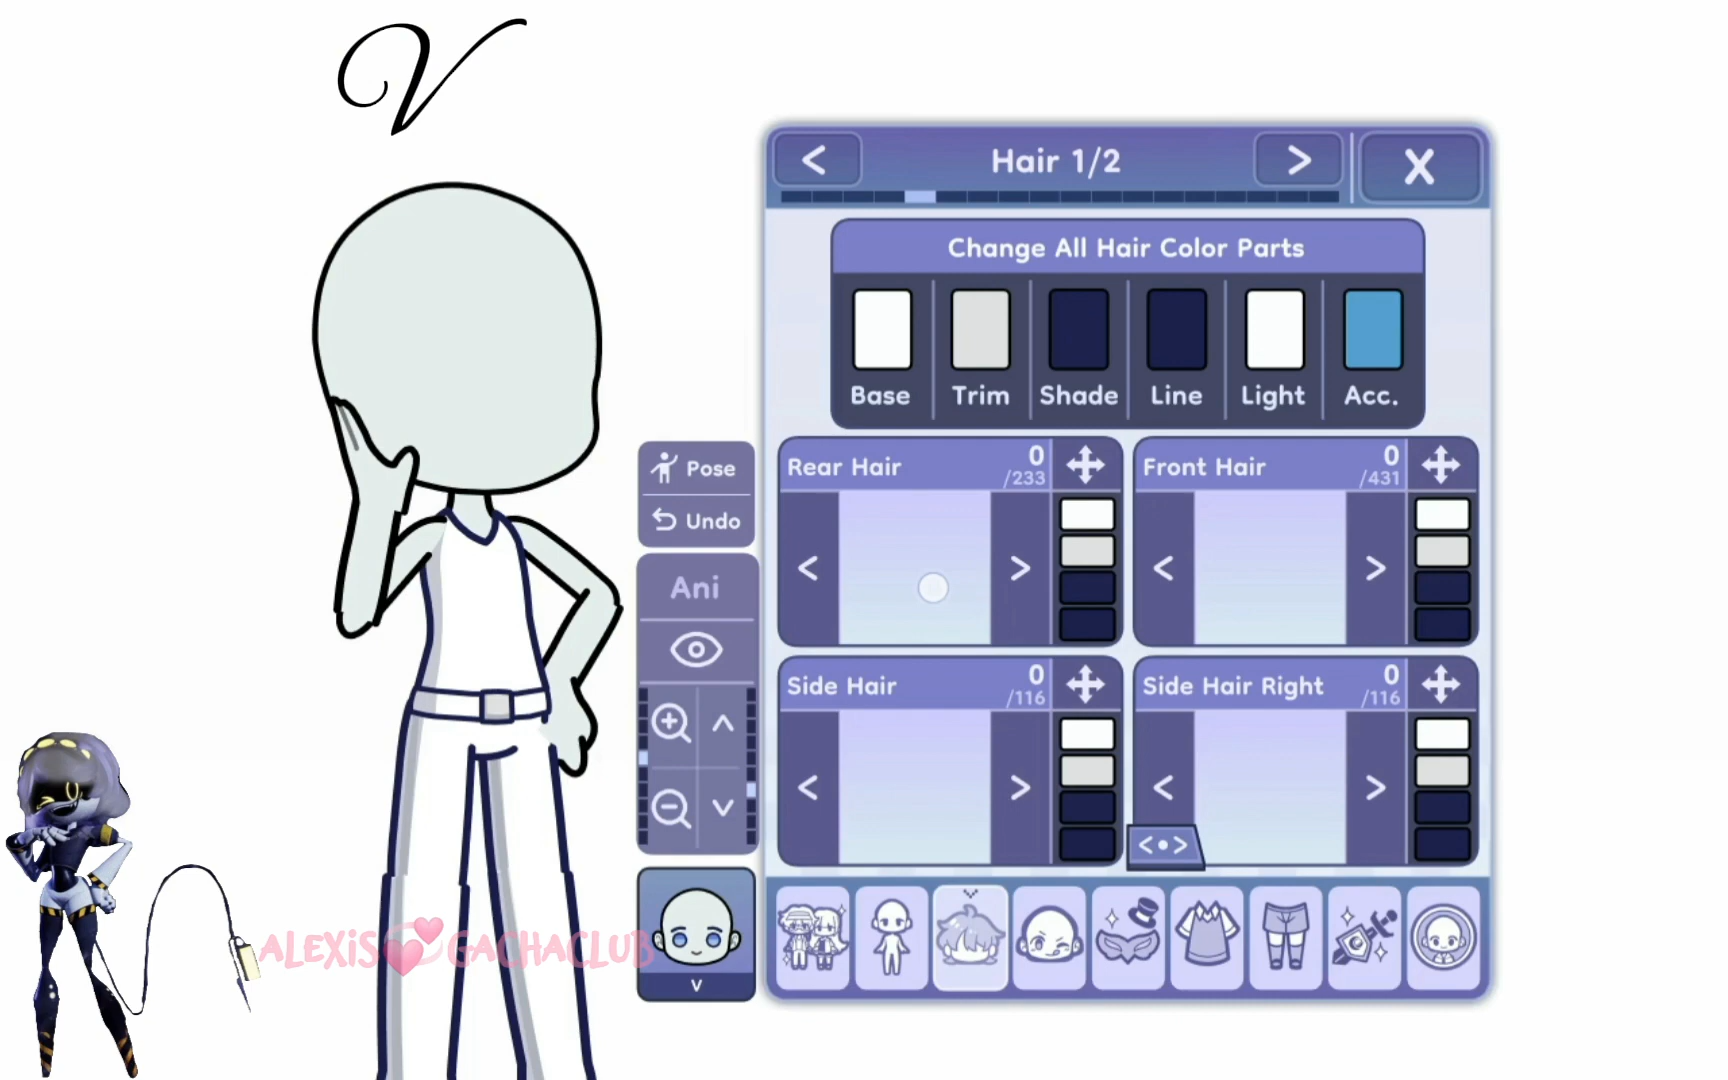 V
Hair 1/2
X
Change All Hair Color Parts
Base Trim Shade Line Light Acc.
Rear Hair 0 /233
Front Hair 0 /431
Pose
Undo
Ani
Side Hair 0 /116
Side Hair Right 0 /116
ALEXIS GACHACLUB
V